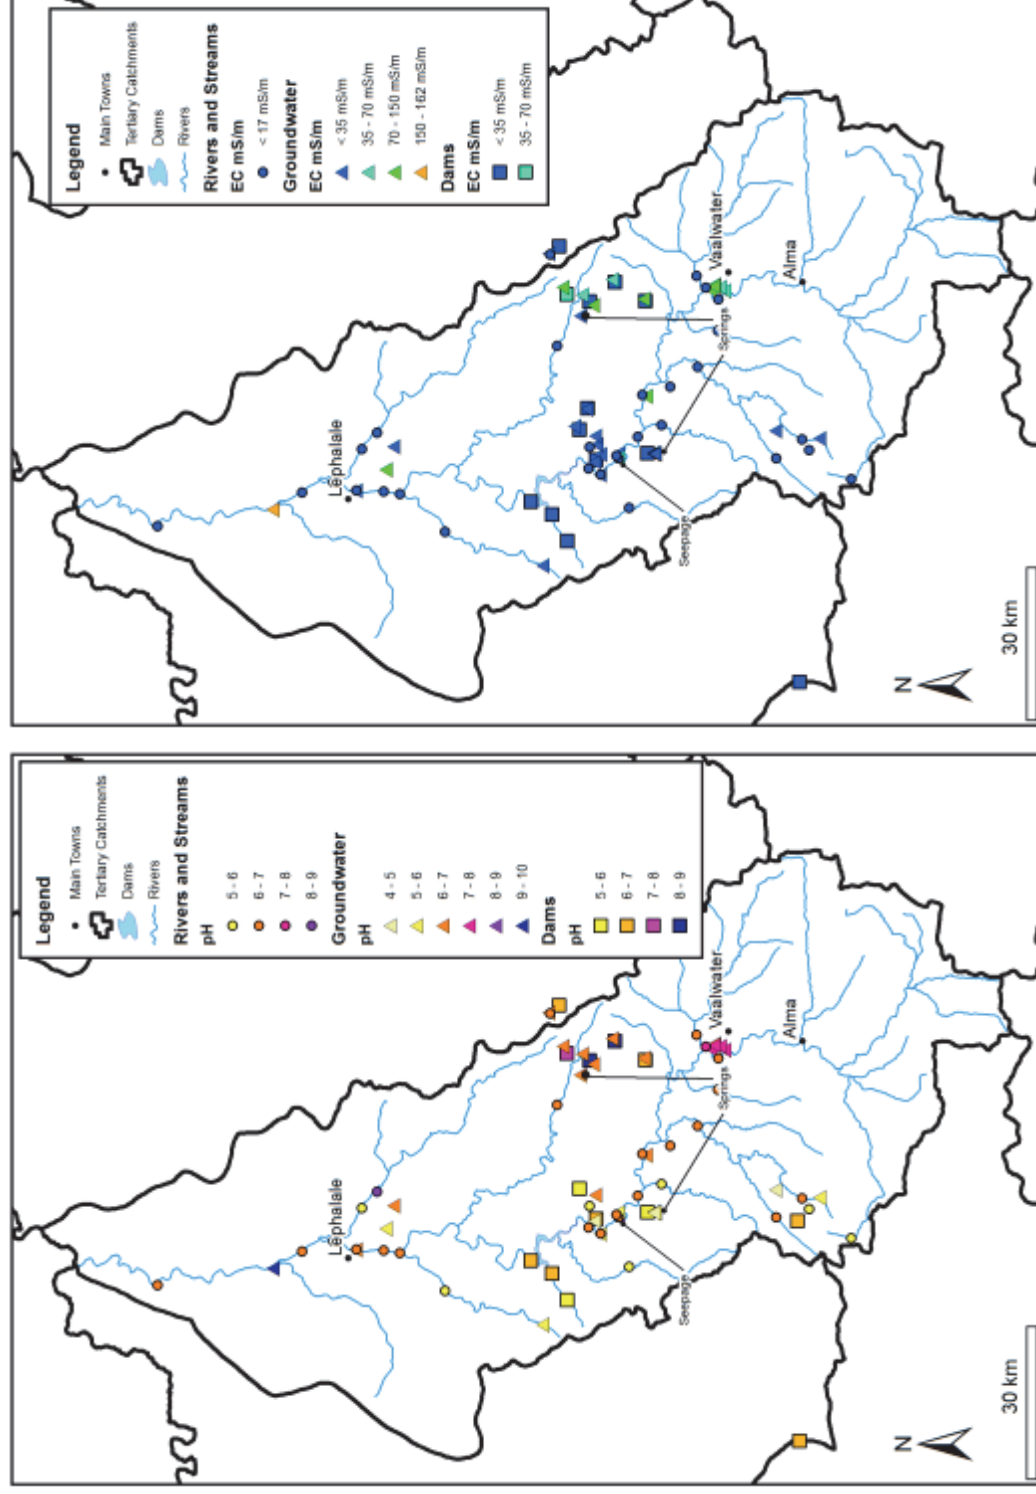 Legend
Main Towns
Tertiary Catchments
Dams
Rivers
Rivers and Streams
pH
5 - 6
6 - 7
7 - 8
8 - 9
Groundwater
pH
4 - 5
5 - 6
6 - 7
7 - 8
8 - 9
9 - 10
Dams
pH
5 - 6
6 - 7
7 - 8
8 - 9
Lephalale
Vaalwater
Alma
Springs
Seepage
N
30 km
Legend
Main Towns
Tertiary Catchments
Dams
Rivers
Rivers and Streams
EC mS/m
< 17 mS/m
Groundwater
EC mS/m
< 35 mS/m
35 - 70 mS/m
70 - 150 mS/m
150 - 162 mS/m
Dams
EC mS/m
< 35 mS/m
35 - 70 mS/m
Lephalale
Vaalwater
Alma
Springs
Seepage
N
30 km